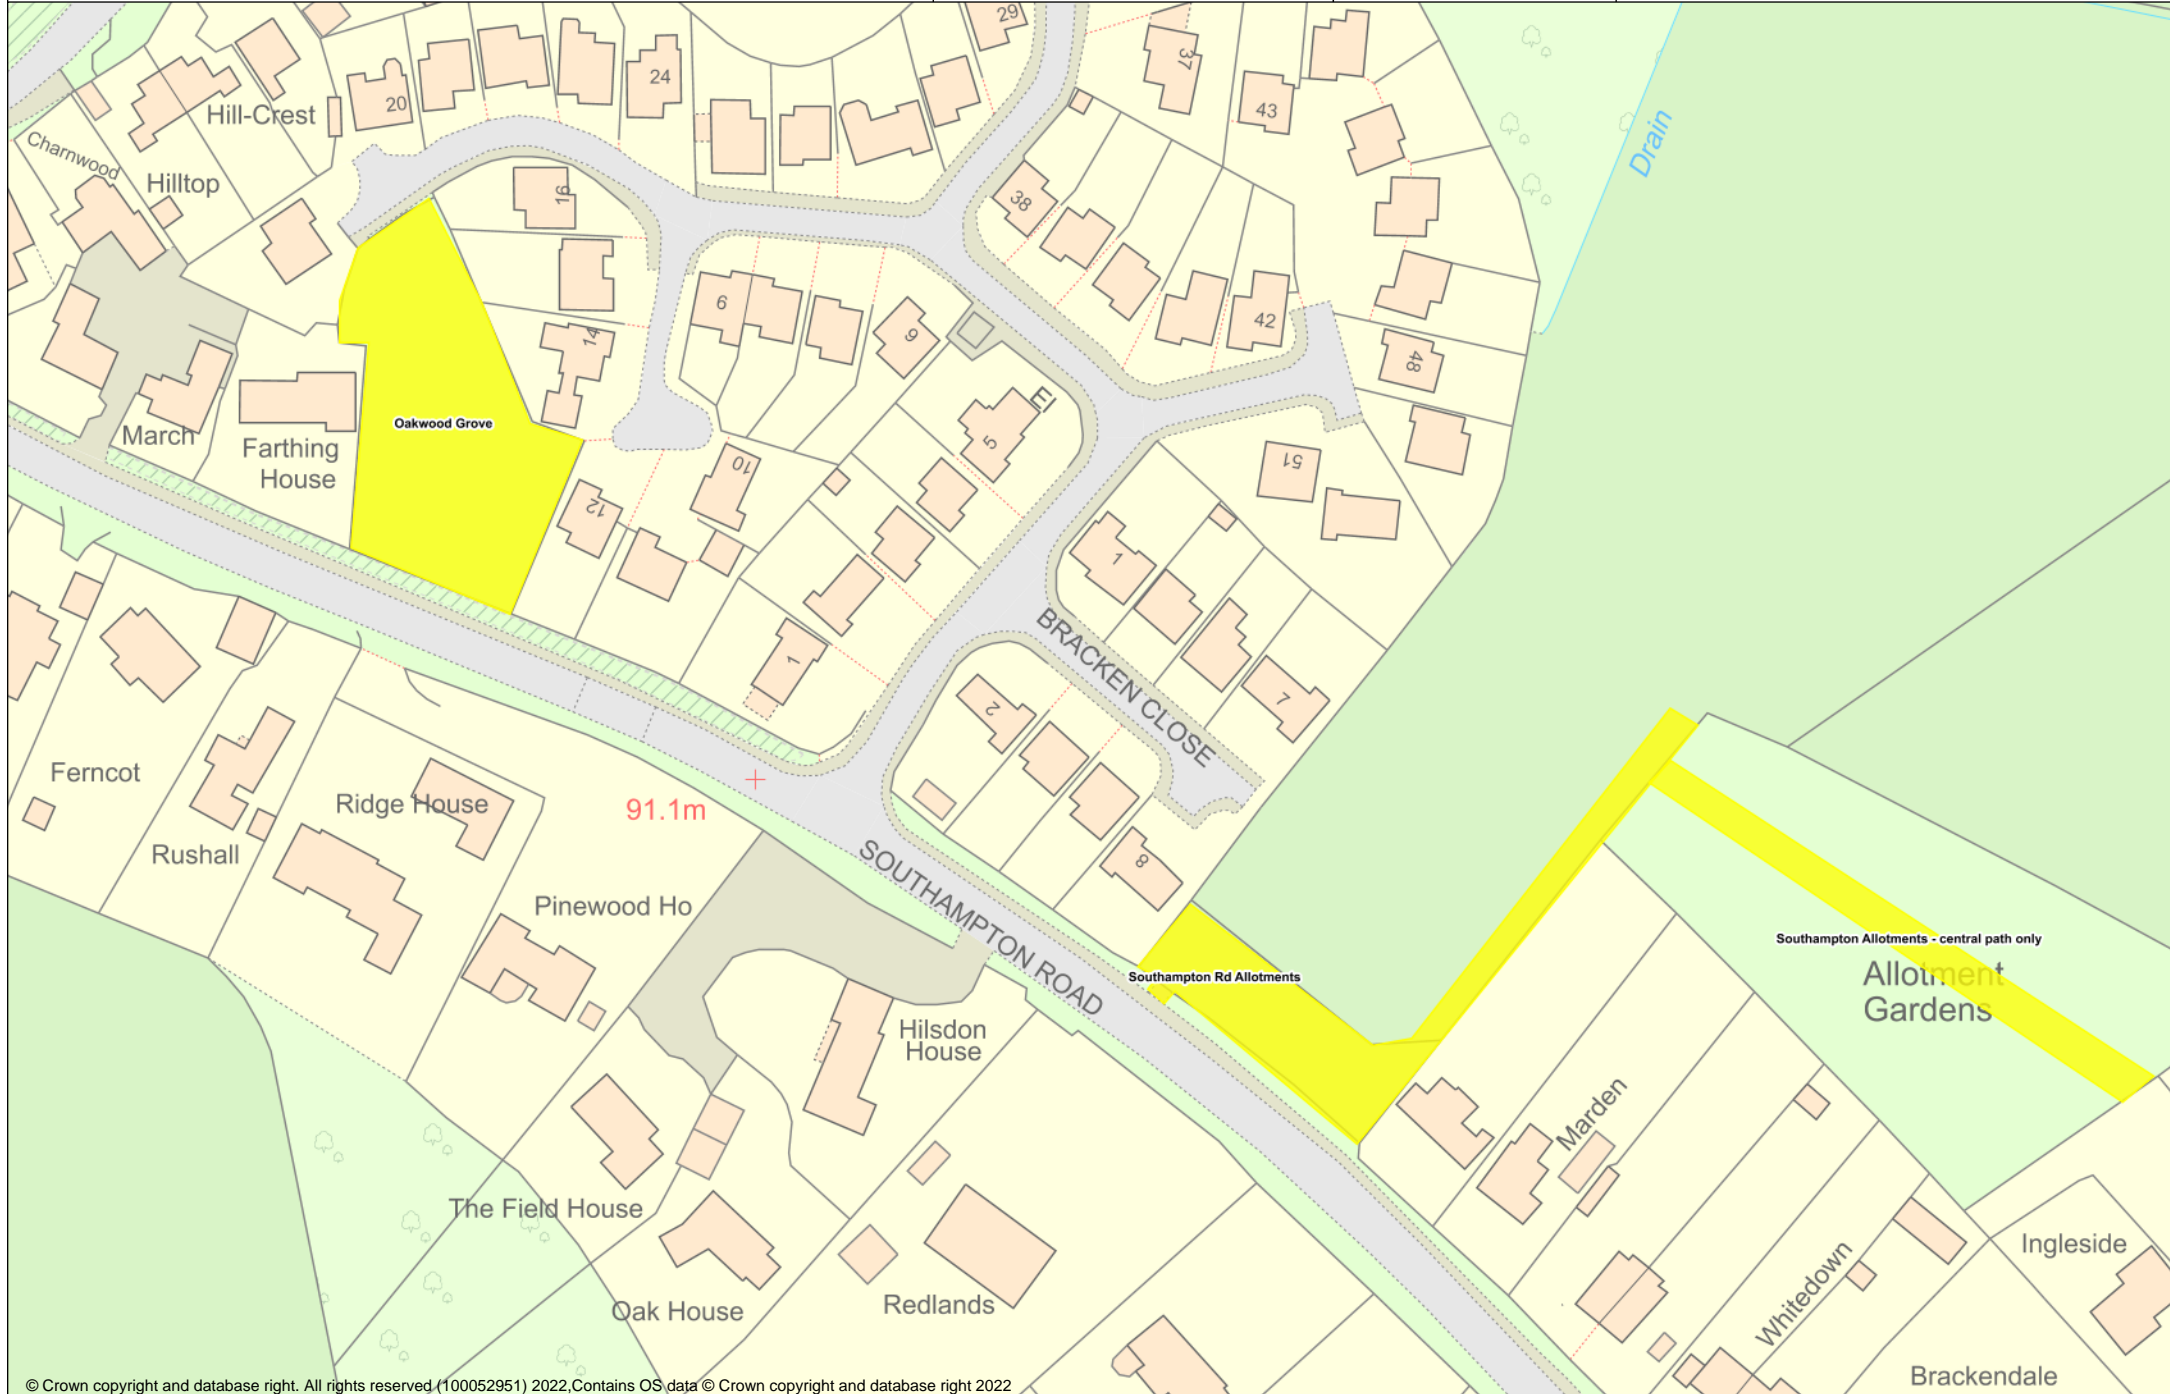 29
37
24
20
43
Hill-Crest
Charnwood
Hilltop
16
38
Drain
6
14
9
42
48
Oakwood Grove
March
Farthing
House
El
5
10
51
12
1
1
BRACKEN CLOSE
7
2
8
Ferncot
Ridge House
91.1m
Rushall
Pinewood Ho
SOUTHAMPTON ROAD
Southampton Allotments - central path only
Allotment
Gardens
Southampton Rd Allotments
Hilsdon
House
Marden
The Field House
Oak House
Redlands
Whitedown
Ingleside
Brackendale
© Crown copyright and database right. All rights reserved (100052951) 2022,Contains OS data © Crown copyright and database right 2022